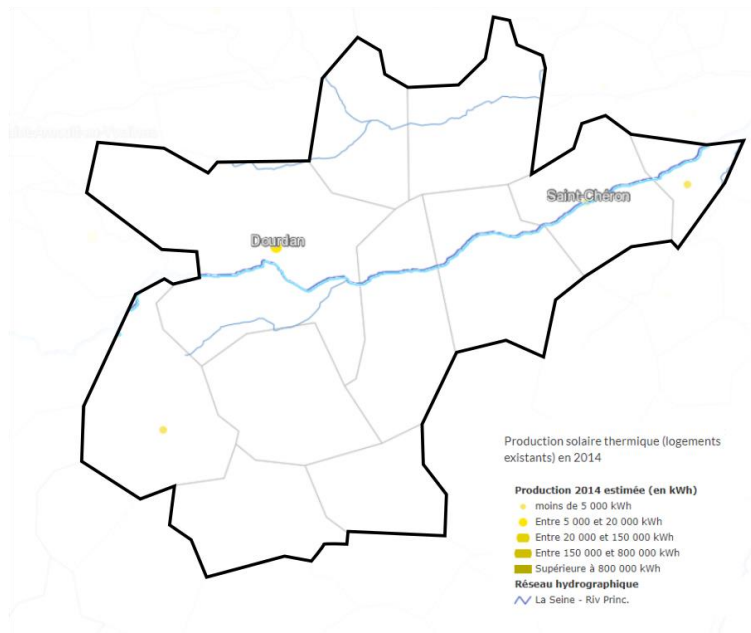 Saint-Chéron
Dourdan
Production solaire thermique (logements
existants) en 2014
Production 2014 estimée (en kWh)
moins de 5 000 kWh
Entre 5 000 et 20 000 kWh
Entre 20 000 et 150 000 kWh
Entre 150 000 et 800 000 kWh
Supérieure à 800 000 kWh
Réseau hydrographique
La Seine - Riv Princ.